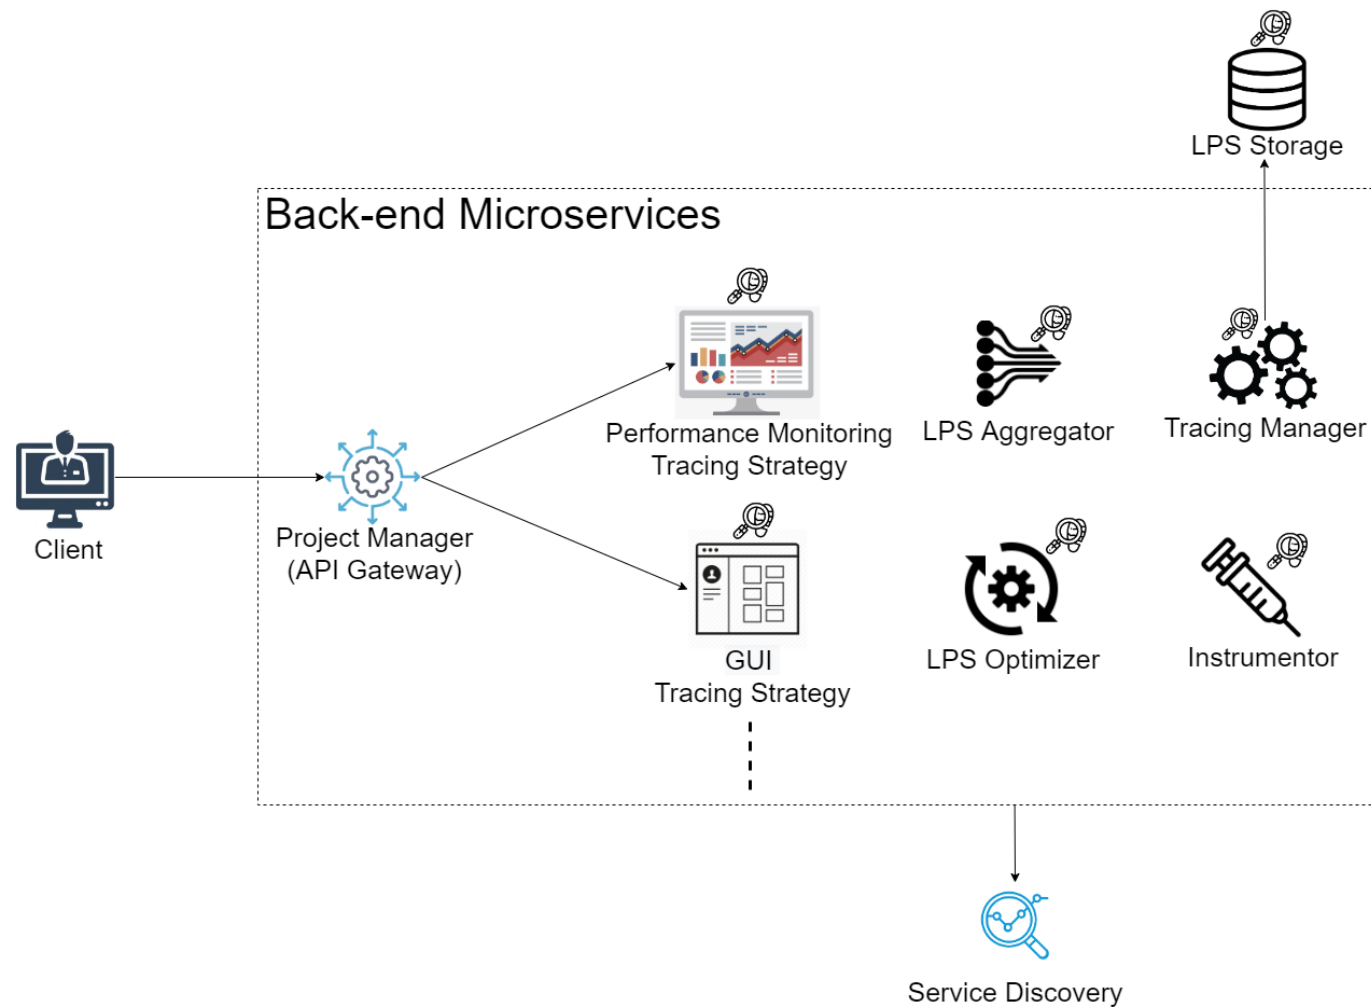 LPS Storage
Back-end Microservices
Performance Monitoring
Tracing Strategy
LPS Aggregator
Tracing Manager
Client
Project Manager
(API Gateway)
GUI
Tracing Strategy
LPS Optimizer
Instrumentor
Service Discovery